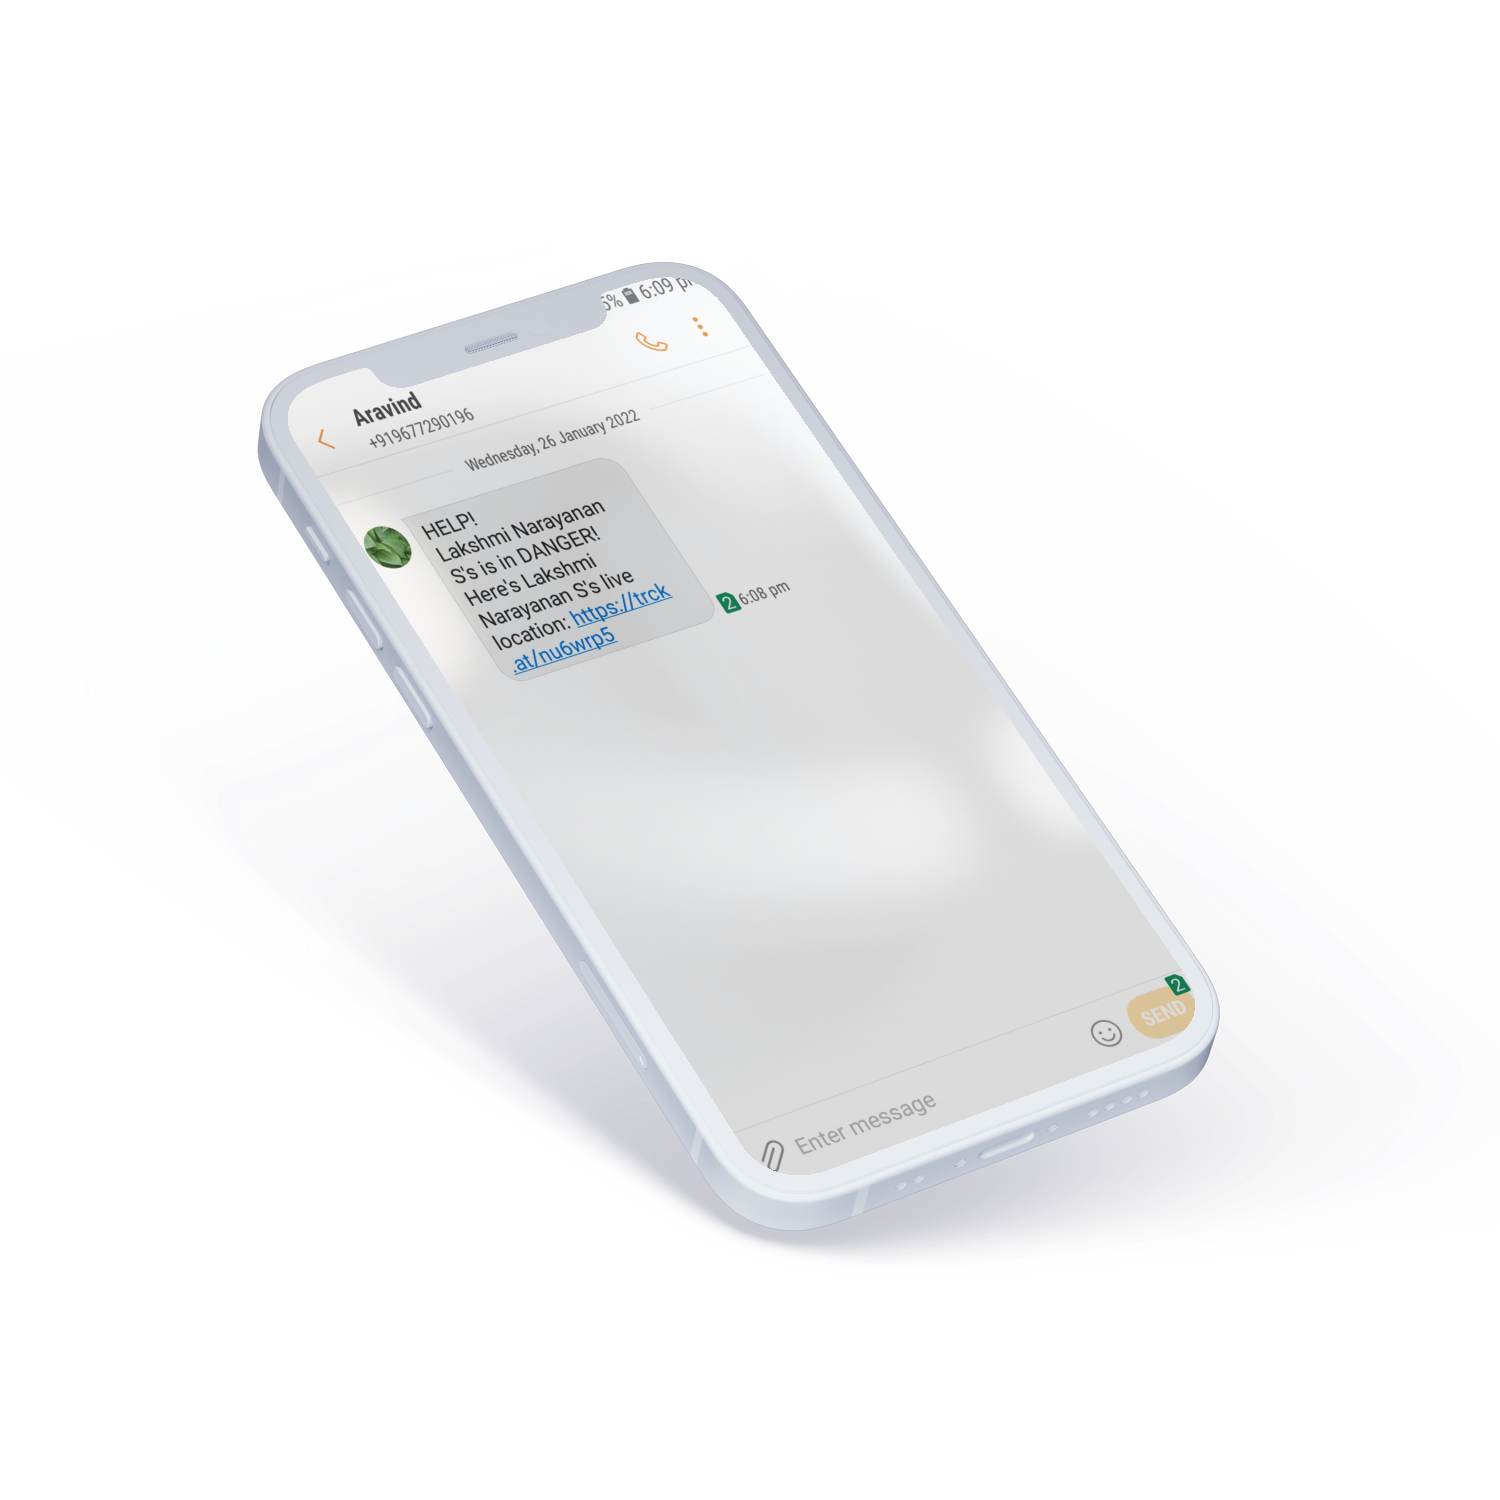 5% 6:09 p
Aravind
+919677290196
Wednesday, 26 January 2022
HELP!
Lakshmi Narayanan
S's is in DANGER!
Here's Lakshmi
Narayanan S's live
location: https://trck
.at/nu6wrp5
2 6:08 pm
2
SEND
Enter message